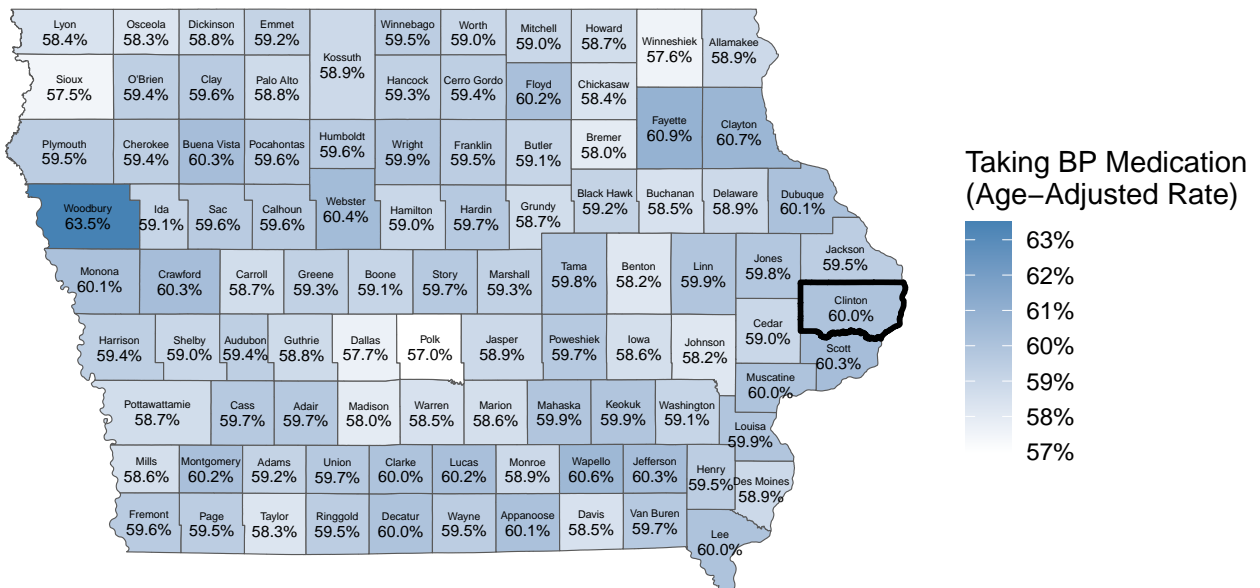 Lyon
58.4%
Osceola
58.3%
Dickinson
58.8%
Emmet
59.2%
Kossuth
58.9%
Winnebago
59.5%
Worth
59.0%
Mitchell
59.0%
Howard
58.7%
Winneshiek
57.6%
Allamakee
58.9%
Sioux
57.5%
O'Brien
59.4%
Clay
59.6%
Palo Alto
58.8%
Hancock
59.3%
Cerro Gordo
59.4%
Floyd
60.2%
Chickasaw
58.4%
Plymouth
59.5%
Cherokee
59.4%
Buena Vista
60.3%
Pocahontas
59.6%
Humboldt
59.6%
Wright
59.9%
Franklin
59.5%
Butler
59.1%
Bremer
58.0%
Fayette
60.9%
Clayton
60.7%
Woodbury
63.5%
Ida
59.1%
Sac
59.6%
Calhoun
59.6%
Webster
60.4%
Hamilton
59.0%
Hardin
59.7%
Grundy
58.7%
Black Hawk
59.2%
Buchanan
58.5%
Delaware
58.9%
Dubuque
60.1%
Monona
60.1%
Crawford
60.3%
Carroll
58.7%
Greene
59.3%
Boone
59.1%
Story
59.7%
Marshall
59.3%
Tama
59.8%
Benton
58.2%
Linn
59.9%
Jones
59.8%
Jackson
59.5%
Clinton
60.0%
Harrison
59.4%
Shelby
59.0%
Audubon
59.4%
Guthrie
58.8%
Dallas
57.7%
Polk
57.0%
Jasper
58.9%
Poweshiek
59.7%
Iowa
58.6%
Johnson
58.2%
Cedar
59.0%
Scott
60.3%
Muscatine
60.0%
Pottawattamie
58.7%
Cass
59.7%
Adair
59.7%
Madison
58.0%
Warren
58.5%
Marion
58.6%
Mahaska
59.9%
Keokuk
59.9%
Washington
59.1%
Louisa
59.9%
Mills
58.6%
Montgomery
60.2%
Adams
59.2%
Union
59.7%
Clarke
60.0%
Lucas
60.2%
Monroe
58.9%
Wapello
60.6%
Jefferson
60.3%
Henry
59.5%
Des Moines
58.9%
Fremont
59.6%
Page
59.5%
Taylor
58.3%
Ringgold
59.5%
Decatur
60.0%
Wayne
59.5%
Appanoose
60.1%
Davis
58.5%
Van Buren
59.7%
Lee
60.0%
Taking BP Medication
(Age−Adjusted Rate)
63%
62%
61%
60%
59%
58%
57%